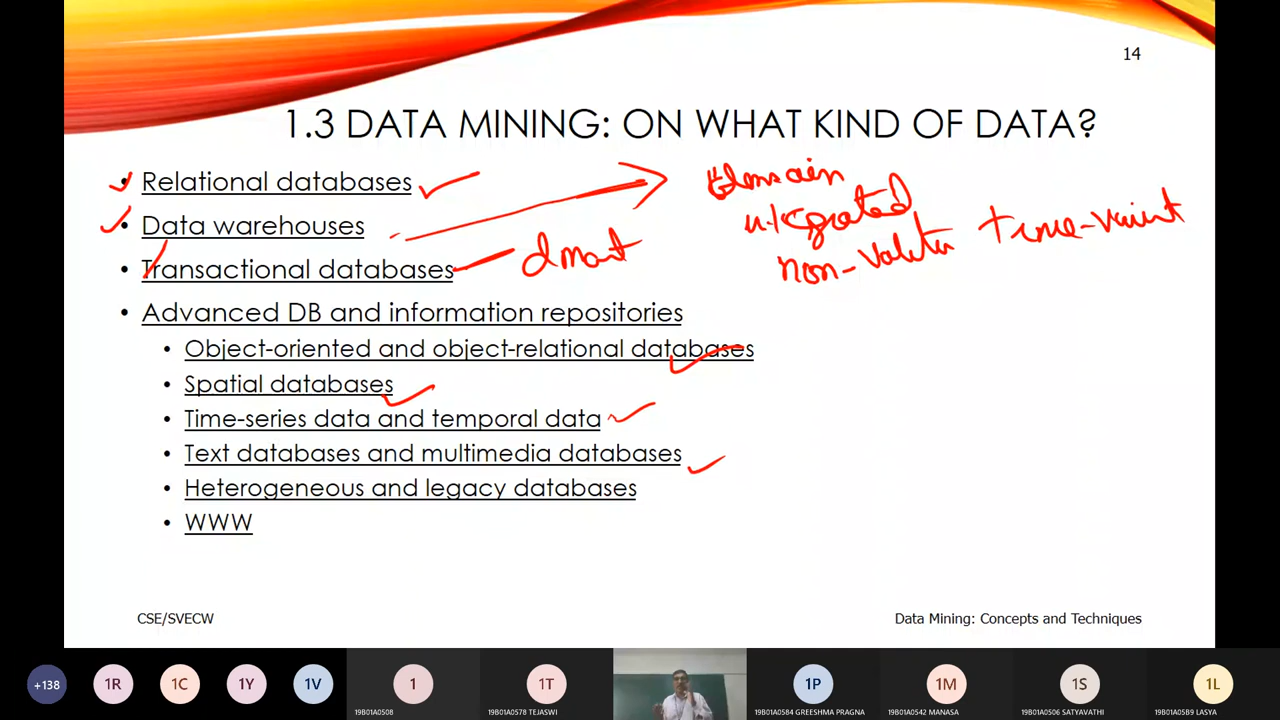 14
1.3 DATA MINING: ON WHAT KIND OF DATA?
• Relational databases
• Data warehouses
• Transactional databases
domain
integrated
non-volatile
time-variant
dmart
• Advanced DB and information repositories
• Object-oriented and object-relational databases
• Spatial databases
• Time-series data and temporal data
• Text databases and multimedia databases
• Heterogeneous and legacy databases
• WWW
CSE/SVECW
Data Mining: Concepts and Techniques
+138
1R
1C
1Y
1V
1
19B01A0508
1T
19B01A0578 TEJASWI
1P
19B01A0584 GREESHMA PRAGNA
1M
19B01A0542 MANASA
1S
19B01A0506 SATYAVATHI
1L
19B01A05B9 LASYA